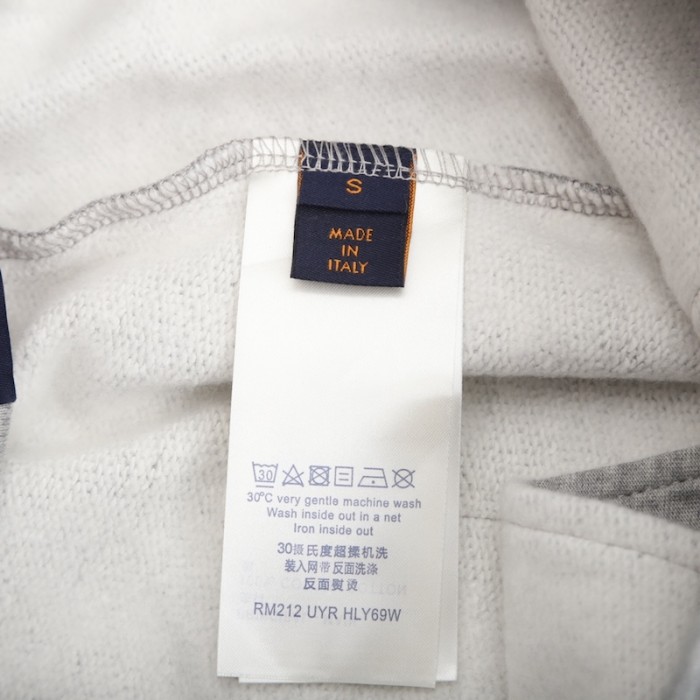 S
MADE
IN
ITALY
30
30°C very gentle machine wash
Wash inside out in a net
Iron inside out
30摄氏度超揉机洗
装入网带反面洗涤
反面熨烫
RM212 UYR HLY69W